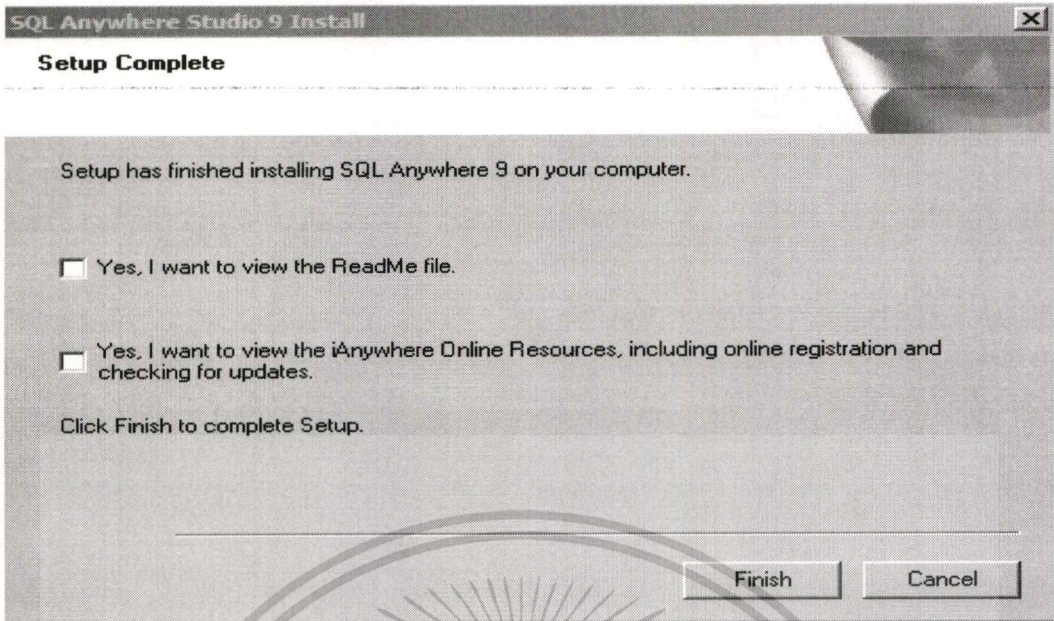 SQL Anywhere Studio 9 Install
Setup Complete
Setup has finished installing SQL Anywhere 9 on your computer.
Yes, I want to view the ReadMe file.
Yes, I want to view the iAnywhere Online Resources, including online registration and
checking for updates.
Click Finish to complete Setup.
Finish
Cancel